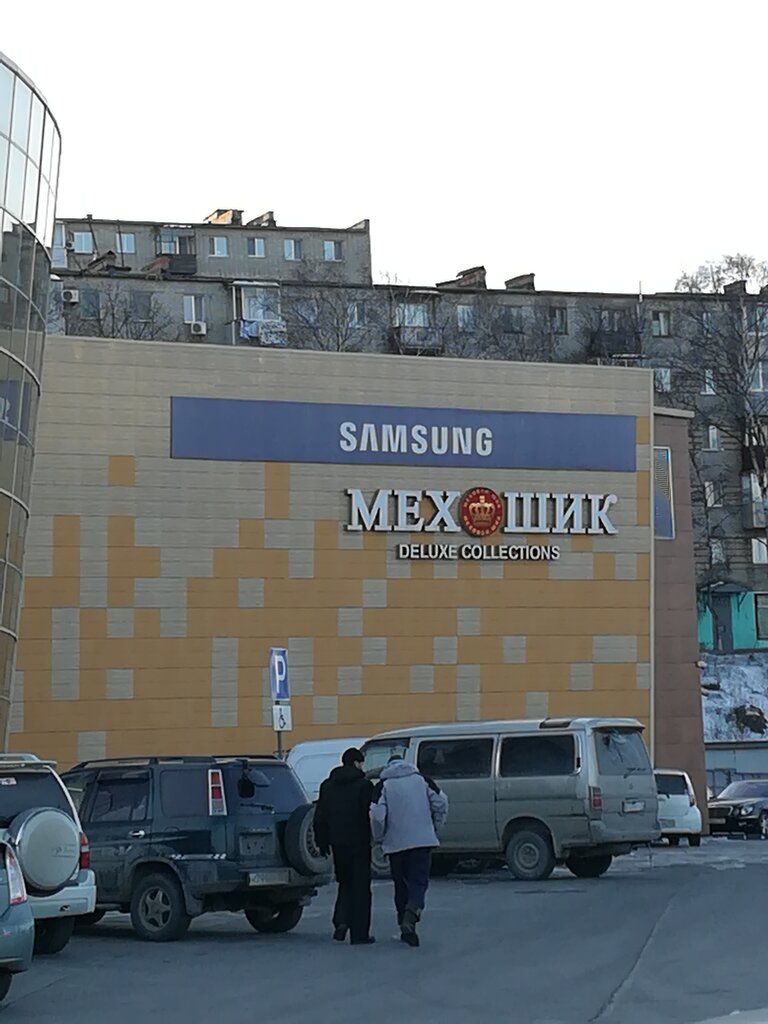 SAMSUNG
МЕХ ШИК
DELUXE COLLECTIONS
P